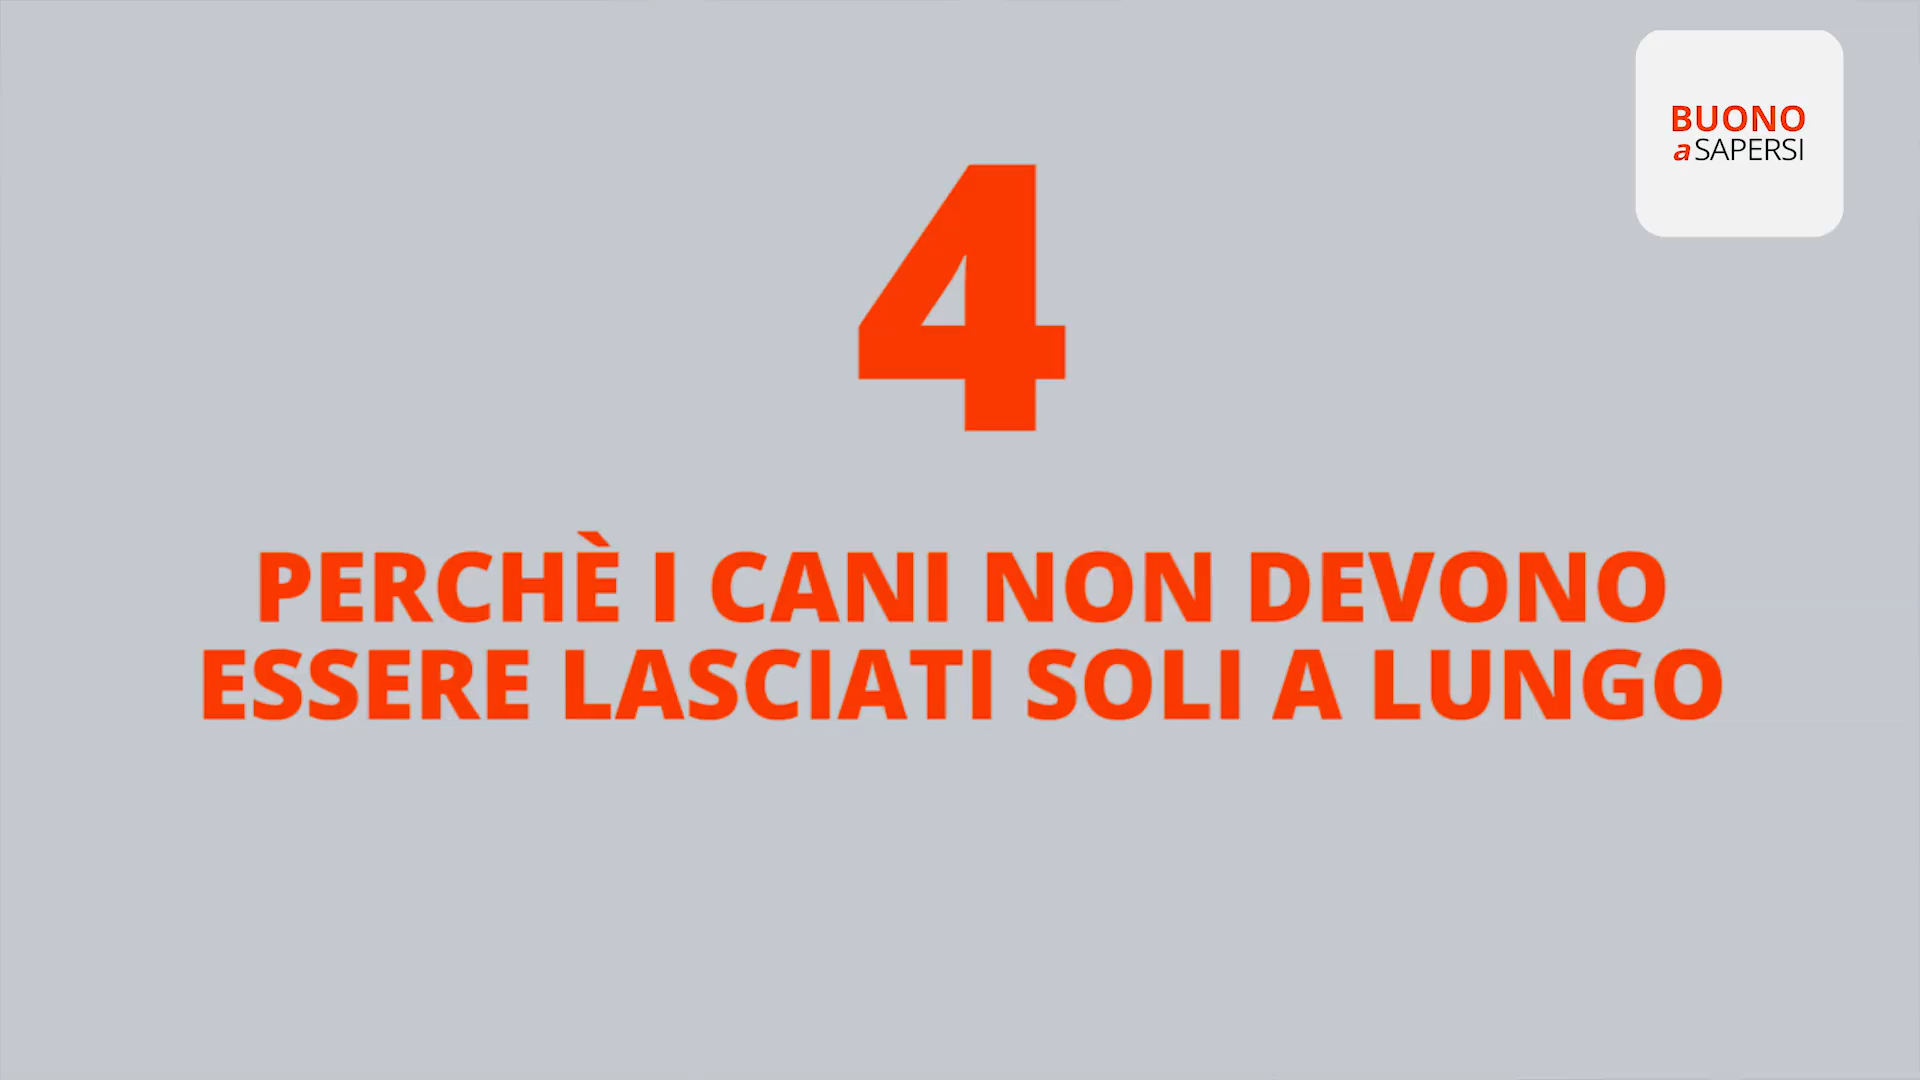 BUONO
a SAPERSI
4
PERCHÈ I CANI NON DEVONO
ESSERE LASCIATI SOLI A LUNGO